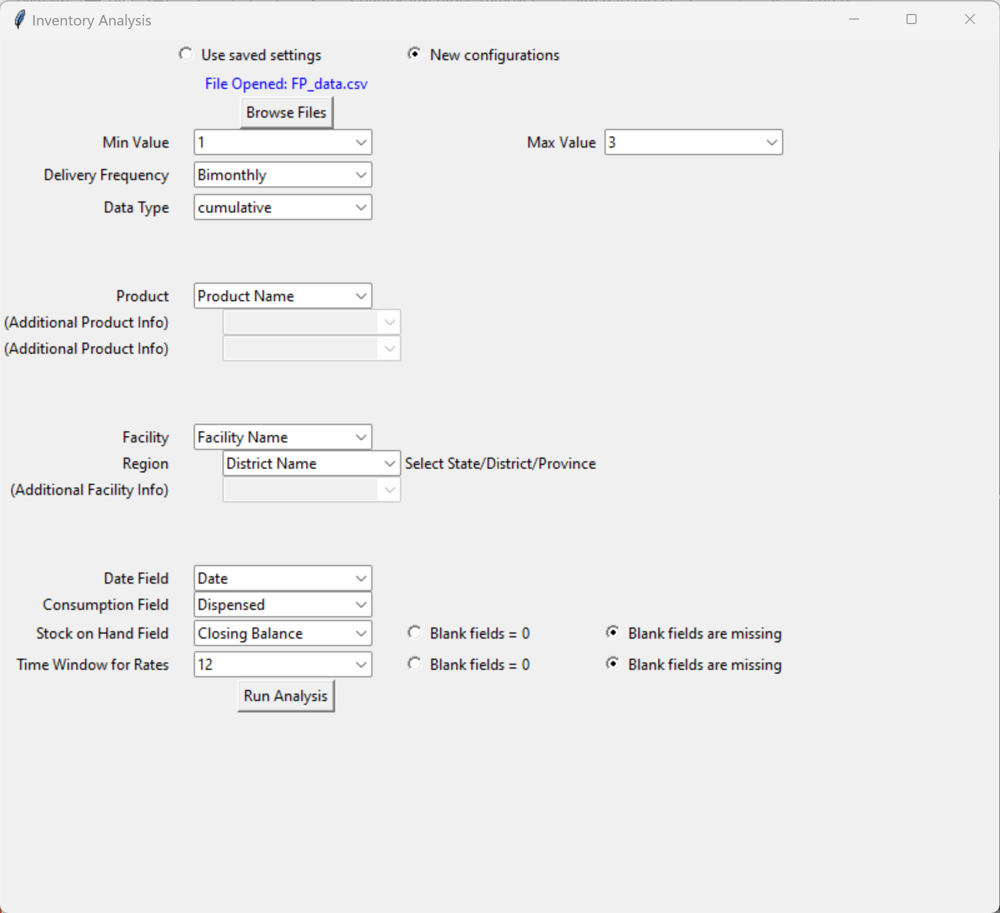 Inventory Analysis
Use saved settings New configurations
File Opened: FP_data.csv
Browse Files
Min Value 1 Max Value 3
Delivery Frequency Bimonthly
Data Type cumulative
Product Product Name
(Additional Product Info)
(Additional Product Info)
Facility Facility Name
Region District Name Select State/District/Province
(Additional Facility Info)
Date Field Date
Consumption Field Dispensed
Stock on Hand Field Closing Balance Blank fields = 0 Blank fields are missing
Time Window for Rates 12 Blank fields = 0 Blank fields are missing
Run Analysis